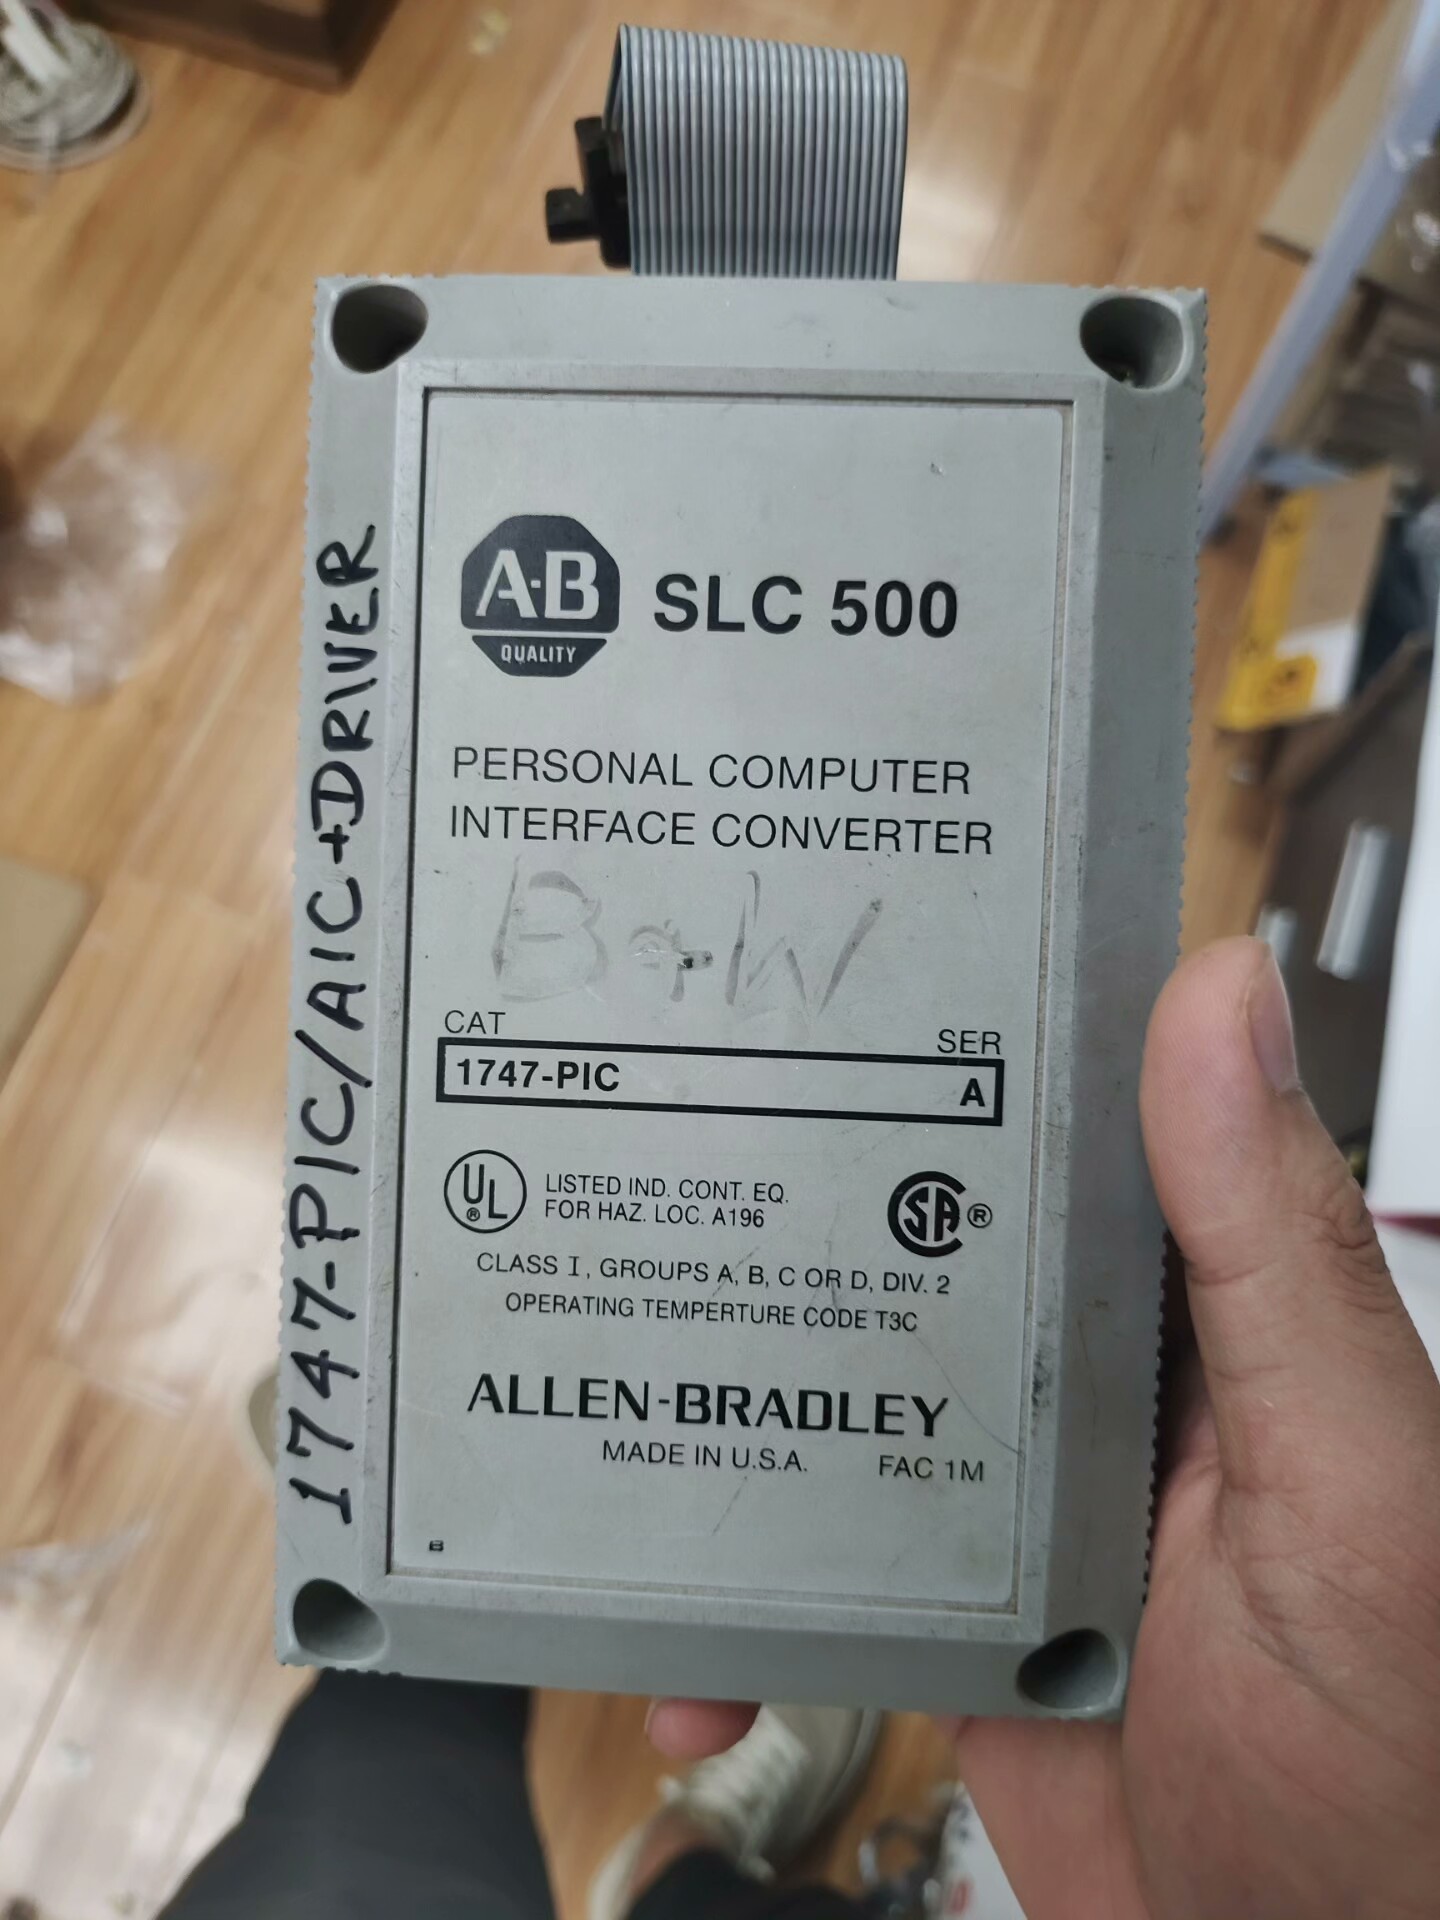 A-B
QUALITY
SLC 500
PERSONAL COMPUTER
INTERFACE CONVERTER
B+W
CAT
SER
1747-PIC
A
UL
®
LISTED IND. CONT. EQ.
FOR HAZ. LOC. A196
SA ®
CLASS I, GROUPS A, B, C OR D, DIV. 2
OPERATING TEMPERTURE CODE T3C
ALLEN-BRADLEY
MADE IN U.S.A.
FAC 1M
B
1747-PIC/AIC+DRIVER